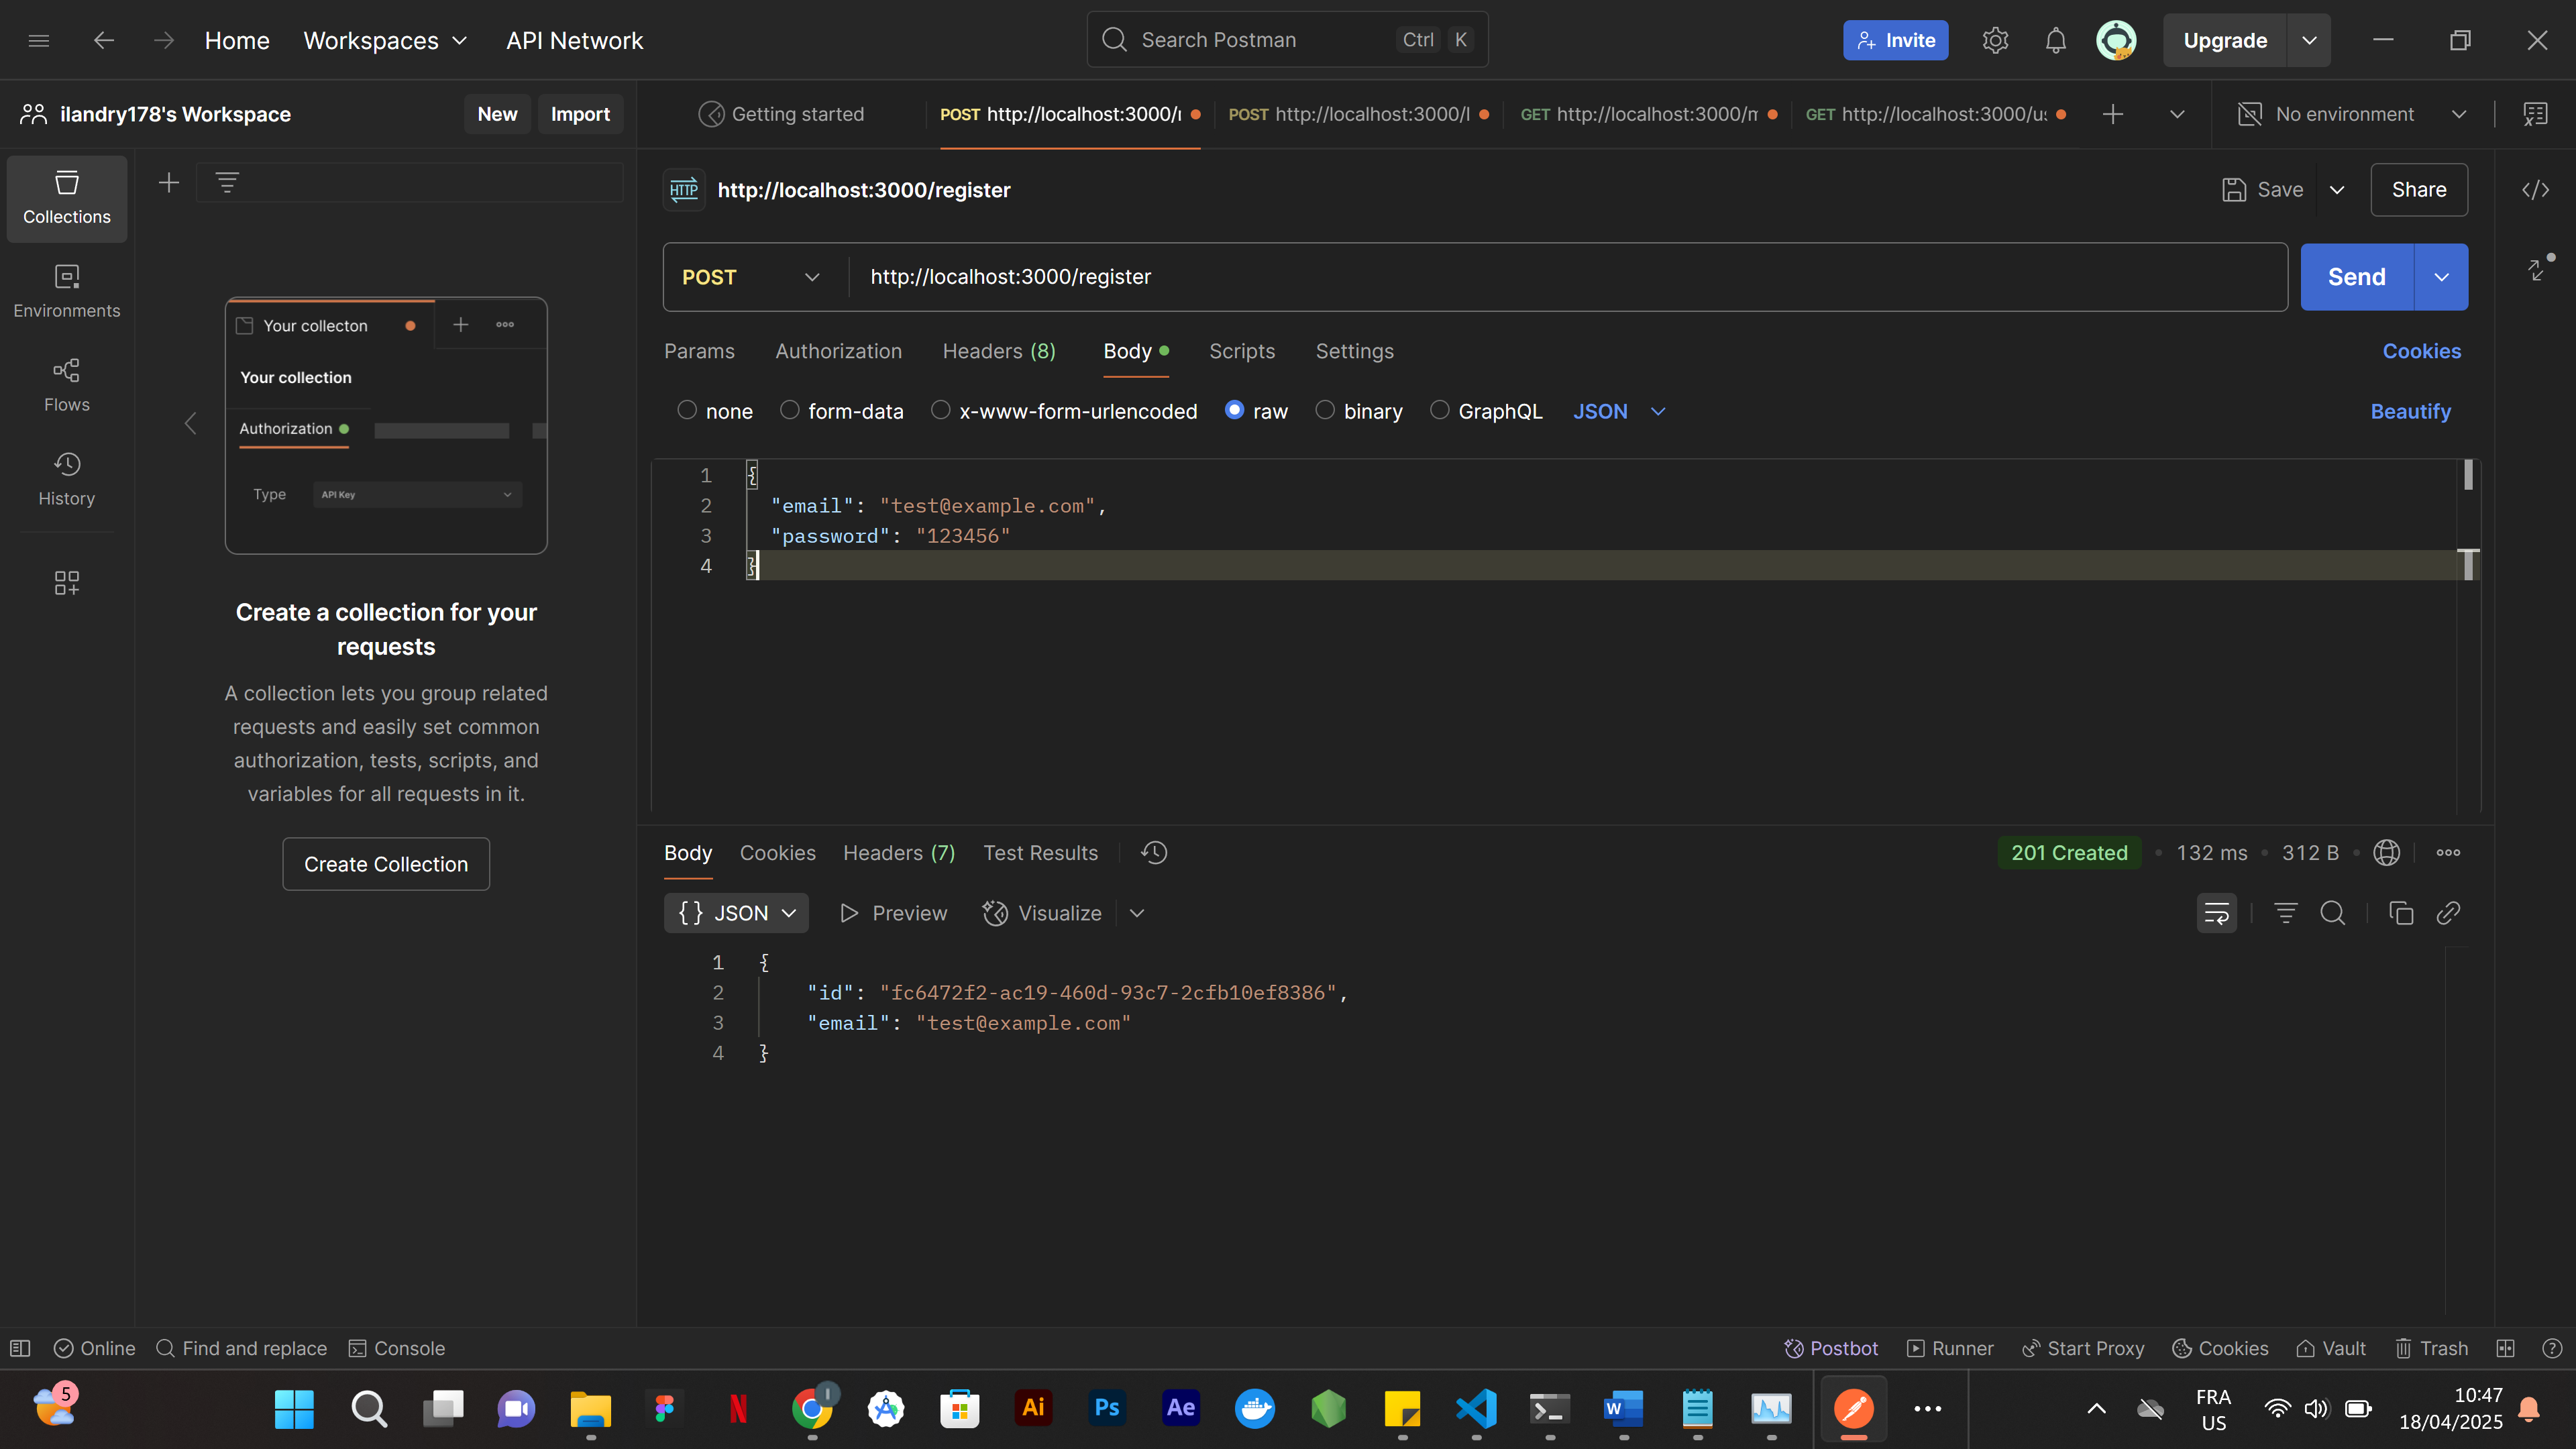 Home Workspaces API Network
Search Postman Ctrl K
Invite Upgrade
ilandry178's Workspace New Import
Getting started POST http://localhost:3000/r POST http://localhost:3000/l GET http://localhost:3000/m GET http://localhost:3000/us No environment
Collections
Environments
Flows
History
Your collecton
Your collection
Authorization
Type API Key
Create a collection for your
requests
A collection lets you group related
requests and easily set common
authorization, tests, scripts, and
variables for all requests in it.
Create Collection
HTTP http://localhost:3000/register Save Share
POST http://localhost:3000/register Send
Params Authorization Headers (8) Body Scripts Settings Cookies
none form-data x-www-form-urlencoded raw binary GraphQL JSON Beautify
1 {
2 "email": "test@example.com",
3 "password": "123456"
4 }
Body Cookies Headers (7) Test Results 201 Created • 132 ms • 312 B •
{} JSON Preview Visualize
1 {
2 "id": "fc6472f2-ac19-460d-93c7-2cfb10ef8386",
3 "email": "test@example.com"
4 }
Online Find and replace Console Postbot Runner Start Proxy Cookies Vault Trash
5 N I Ai Ps Ae W
FRA
US
10:47
18/04/2025